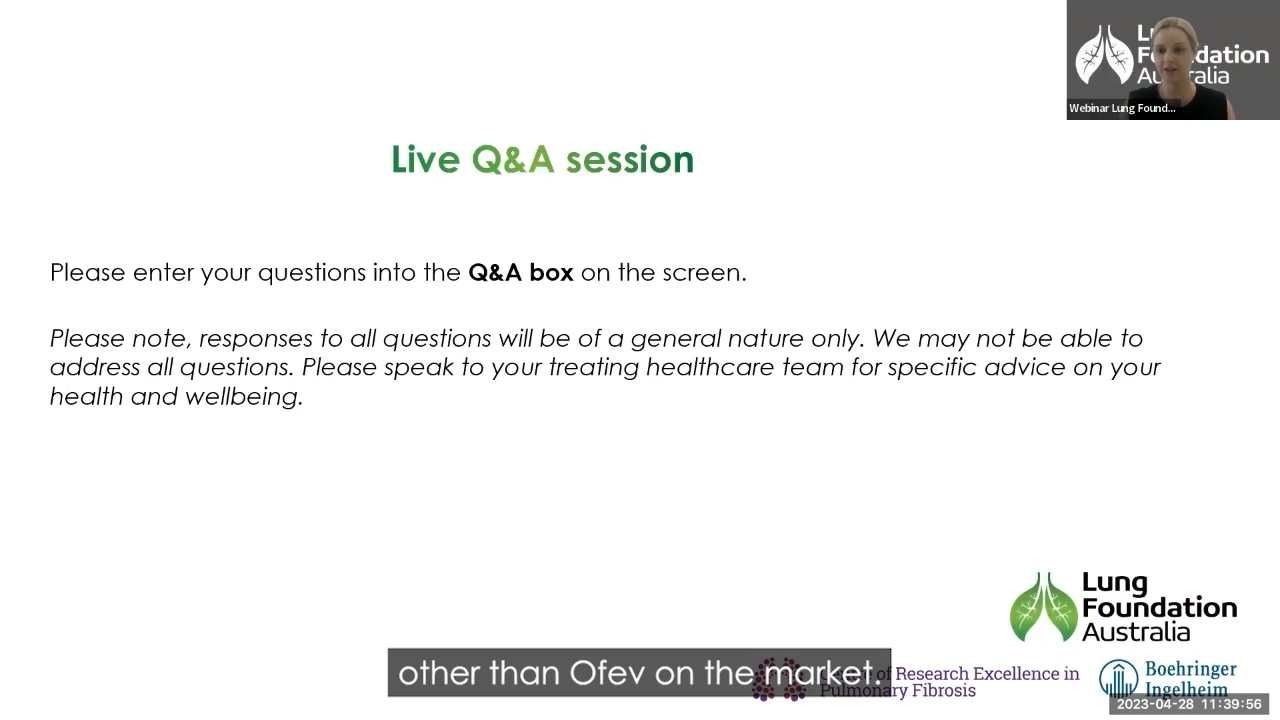 Lung
Foundation
Australia
Webinar Lung Found...
Live Q&A session
Please enter your questions into the Q&A box on the screen.
Please note, responses to all questions will be of a general nature only. We may not be able to
address all questions. Please speak to your treating healthcare team for specific advice on your
health and wellbeing.
Lung
Foundation
Australia
other than Ofev on the market.
of Research Excellence in
Pulmonary Fibrosis
Boehringer
Ingelheim
2023-04-28 11:39:56